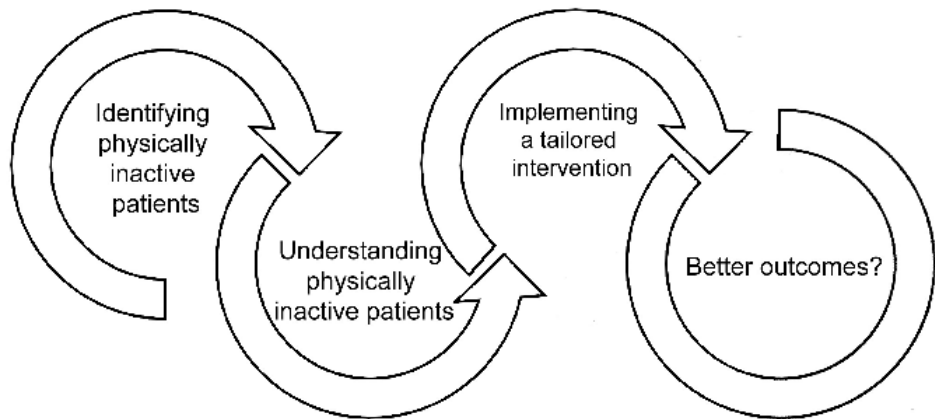 Identifying
physically
inactive
patients
Understanding
physically
inactive patients
Implementing
a tailored
intervention
Better outcomes?